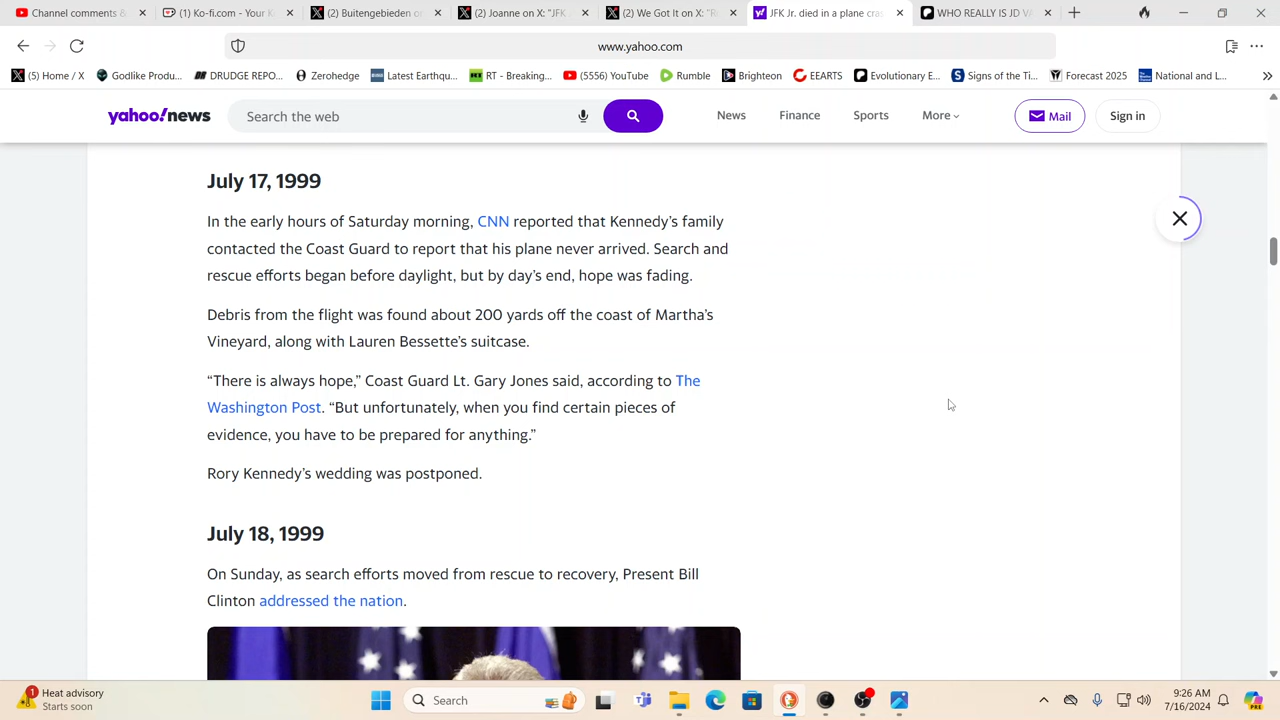 Channel comments &
(1) Ko-fi.com - Your K
(2) Buitengebieden o
(2) Joanne on X: "JFK
(2) We Got It on X: "R
JFK Jr. died in a plane cras
WHO REALLY IS JD VA
www.yahoo.com
(5) Home / X
Godlike Produ...
DRUDGE REPO...
Zerohedge
Latest Earthqu...
RT - Breaking...
(5556) YouTube
Rumble
Brighteon
EEARTS
Evolutionary E...
Signs of the Ti...
Forecast 2025
National and L...
yahoo!news
Search the web
News
Finance
Sports
More
Mail
Sign in
July 17, 1999
In the early hours of Saturday morning, CNN reported that Kennedy's family
contacted the Coast Guard to report that his plane never arrived. Search and
rescue efforts began before daylight, but by day's end, hope was fading.
Debris from the flight was found about 200 yards off the coast of Martha's
Vineyard, along with Lauren Bessette's suitcase.
“There is always hope,” Coast Guard Lt. Gary Jones said, according to The
Washington Post. “But unfortunately, when you find certain pieces of
evidence, you have to be prepared for anything.”
Rory Kennedy's wedding was postponed.
July 18, 1999
On Sunday, as search efforts moved from rescue to recovery, Present Bill
Clinton addressed the nation.
1
Heat advisory
Starts soon
Search
9:26 AM
7/16/2024